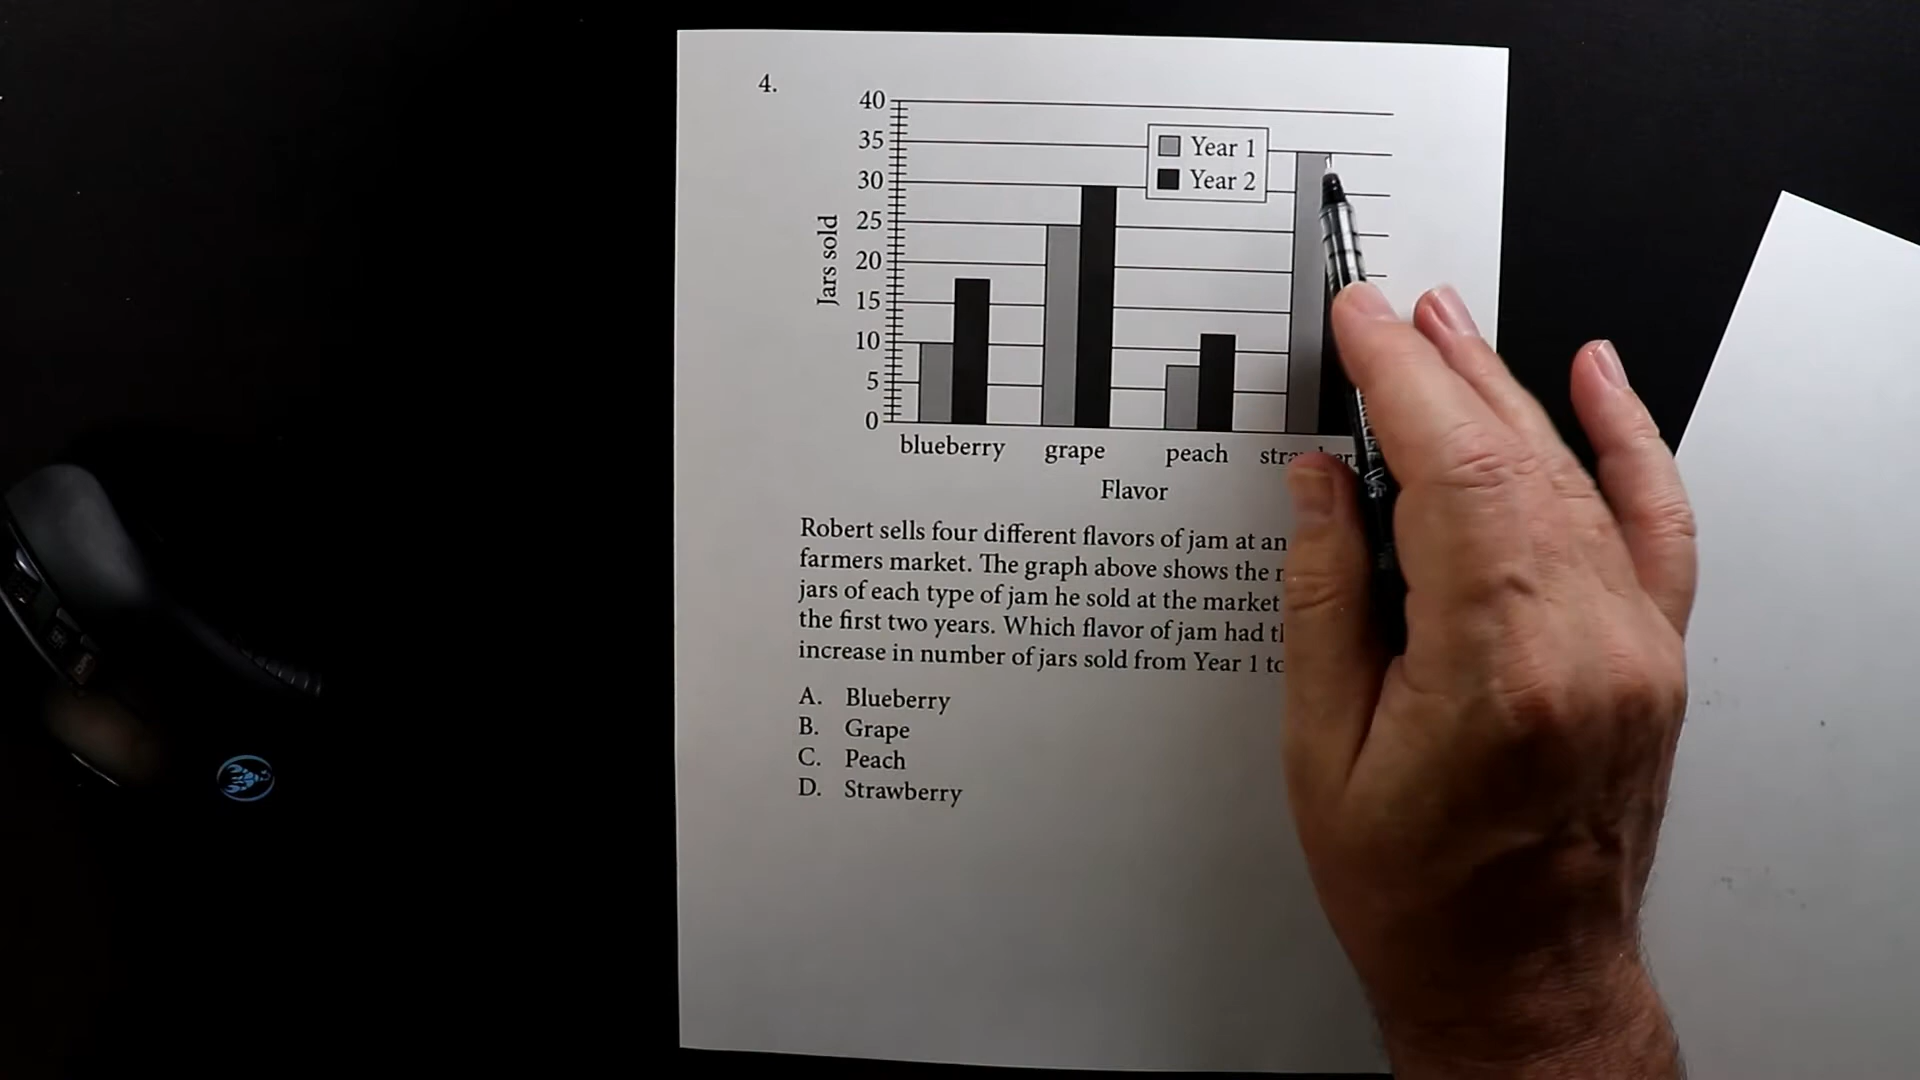 4.
40
35
30
25
20
15
10
5
0
Jars sold
Year 1
Year 2
blueberry grape peach
Flavor
Robert sells four different flavors of jam at an
farmers market. The graph above shows the
jars of each type of jam he sold at the market
the first two years. Which flavor of jam had
increase in number of jars sold from Year 1
A. Blueberry
B. Grape
C. Peach
D. Strawberry